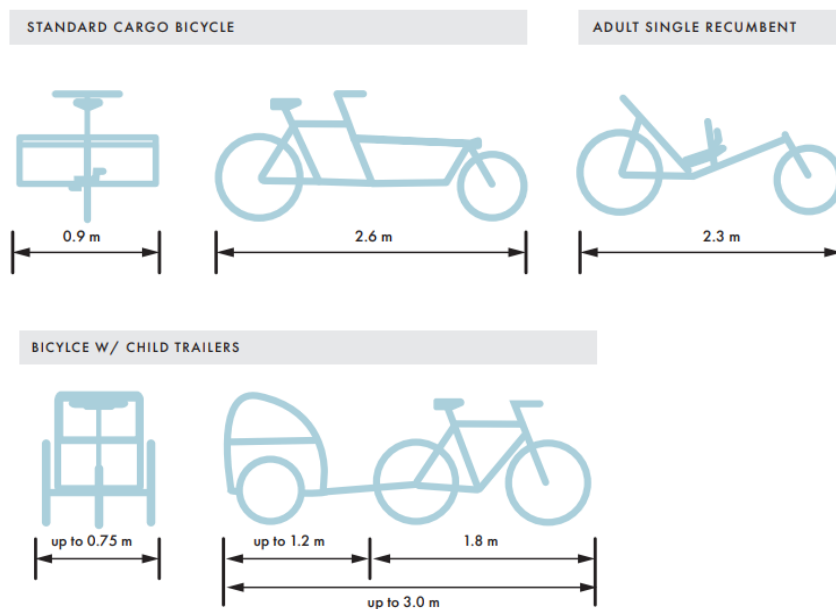 STANDARD CARGO BICYCLE
ADULT SINGLE RECUMBENT
0.9 m
2.6 m
2.3 m
BICYLCE W/ CHILD TRAILERS
up to 0.75 m
up to 1.2 m
1.8 m
up to 3.0 m